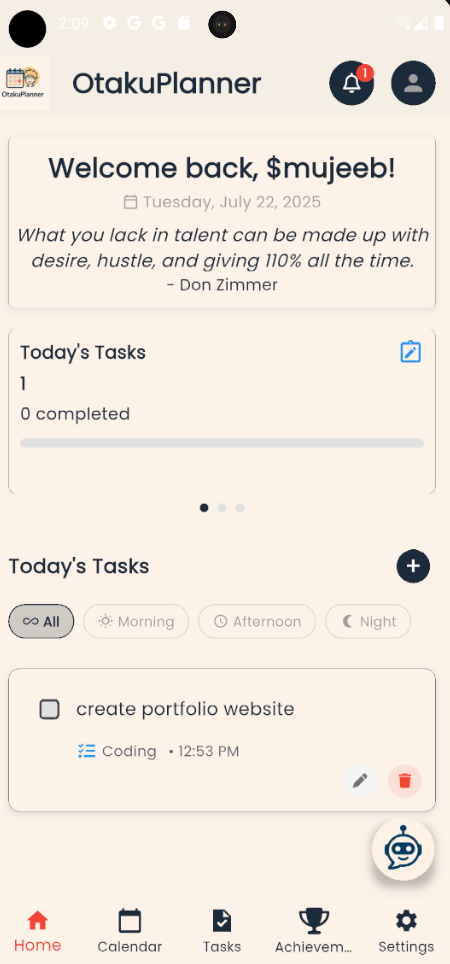 2:09
OtakuPlanner
OtakuPlanner
1
Welcome back, $mujeeb!
Tuesday, July 22, 2025
What you lack in talent can be made up with
desire, hustle, and giving 110% all the time.
- Don Zimmer
Today's Tasks
1
0 completed
Today's Tasks
All
Morning
Afternoon
Night
create portfolio website
Coding • 12:53 PM
Home
Calendar
Tasks
Achievem...
Settings